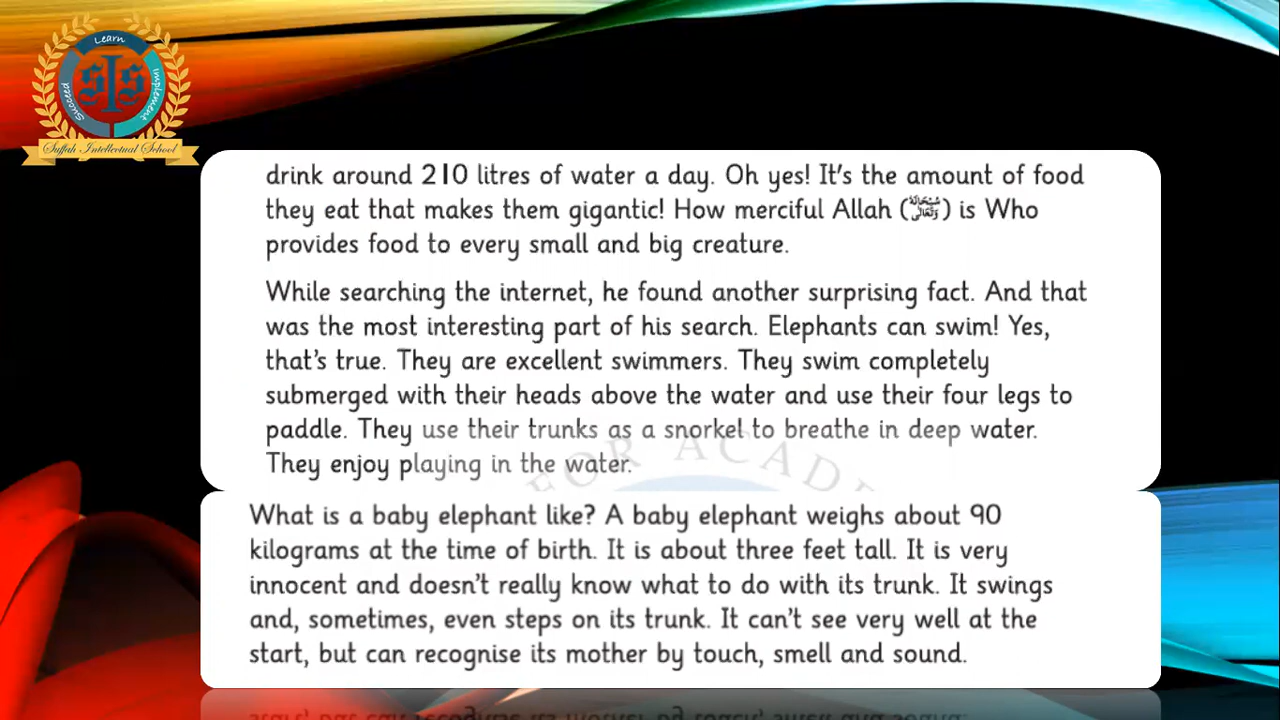 Learn
Succeed
Implement
SIS
Suffah Intellectual School
drink around 210 litres of water a day. Oh yes! It's the amount of food
they eat that makes them gigantic! How merciful Allah (سُبْحَانَهُ وَتَعَالَى) is Who
provides food to every small and big creature.
While searching the internet, he found another surprising fact. And that
was the most interesting part of his search. Elephants can swim! Yes,
that's true. They are excellent swimmers. They swim completely
submerged with their heads above the water and use their four legs to
paddle. They use their trunks as a snorkel to breathe in deep water.
They enjoy playing in the water.
FOR ACADE
What is a baby elephant like? A baby elephant weighs about 90
kilograms at the time of birth. It is about three feet tall. It is very
innocent and doesn't really know what to do with its trunk. It swings
and, sometimes, even steps on its trunk. It can't see very well at the
start, but can recognise its mother by touch, smell and sound.